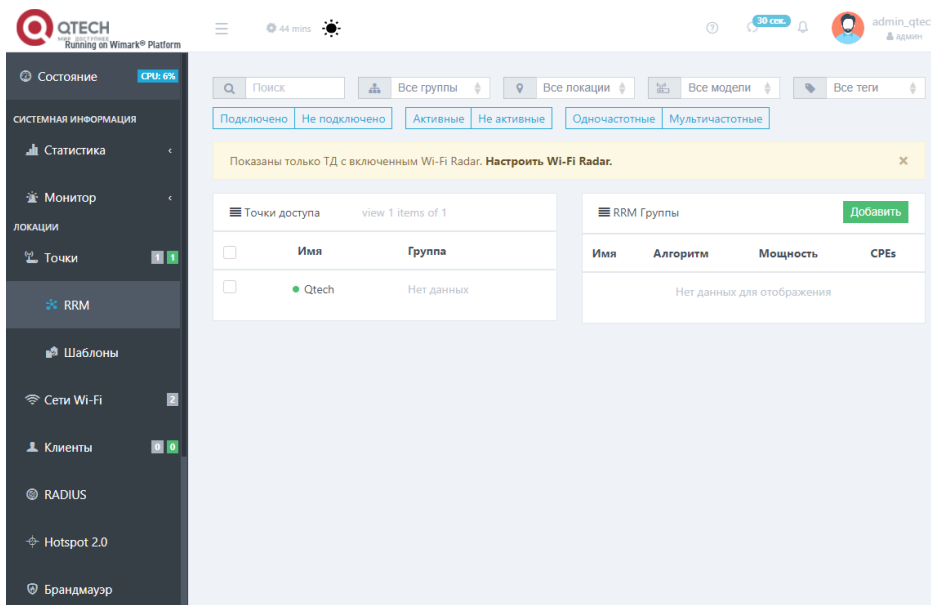 QTECH
МИР ДОСТУПНЕЕ
Running on Wimark® Platform
44 mins
30 сек.
admin_qtec
админ
Состояние CPU: 6%
СИСТЕМНАЯ ИНФОРМАЦИЯ
Статистика
Монитор
ЛОКАЦИИ
Точки 1 1
RRM
Шаблоны
Сети Wi-Fi 2
Клиенты 0 0
RADIUS
Hotspot 2.0
Брандмауэр
Поиск Все группы Все локации Все модели Все теги
Подключено Не подключено Активные Не активные Одночастотные Мультичастотные
Показаны только ТД с включенным Wi-Fi Radar. Настроить Wi-Fi Radar. ×
Точки доступа view 1 items of 1
Имя Группа
Qtech Нет данных
RRM Группы Добавить
Имя Алгоритм Мощность CPEs
Нет данных для отображения